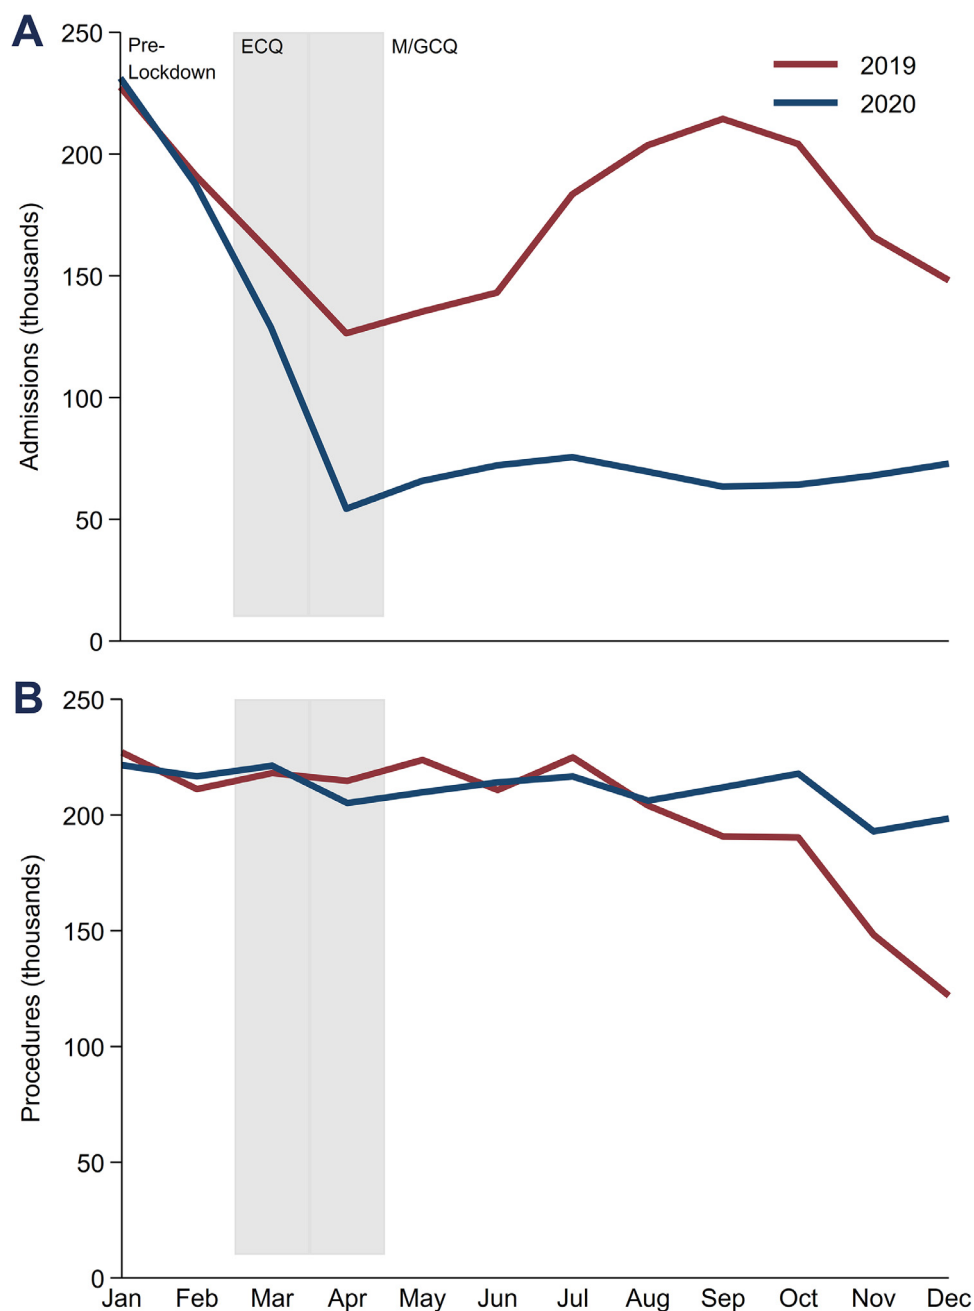 A
250
200
150
100
50
0
Admissions (thousands)
Pre-
Lockdown
ECQ
M/GCQ
2019
2020
B
250
200
150
100
50
0
Procedures (thousands)
Jan Feb Mar Apr May Jun Jul Aug Sep Oct Nov Dec